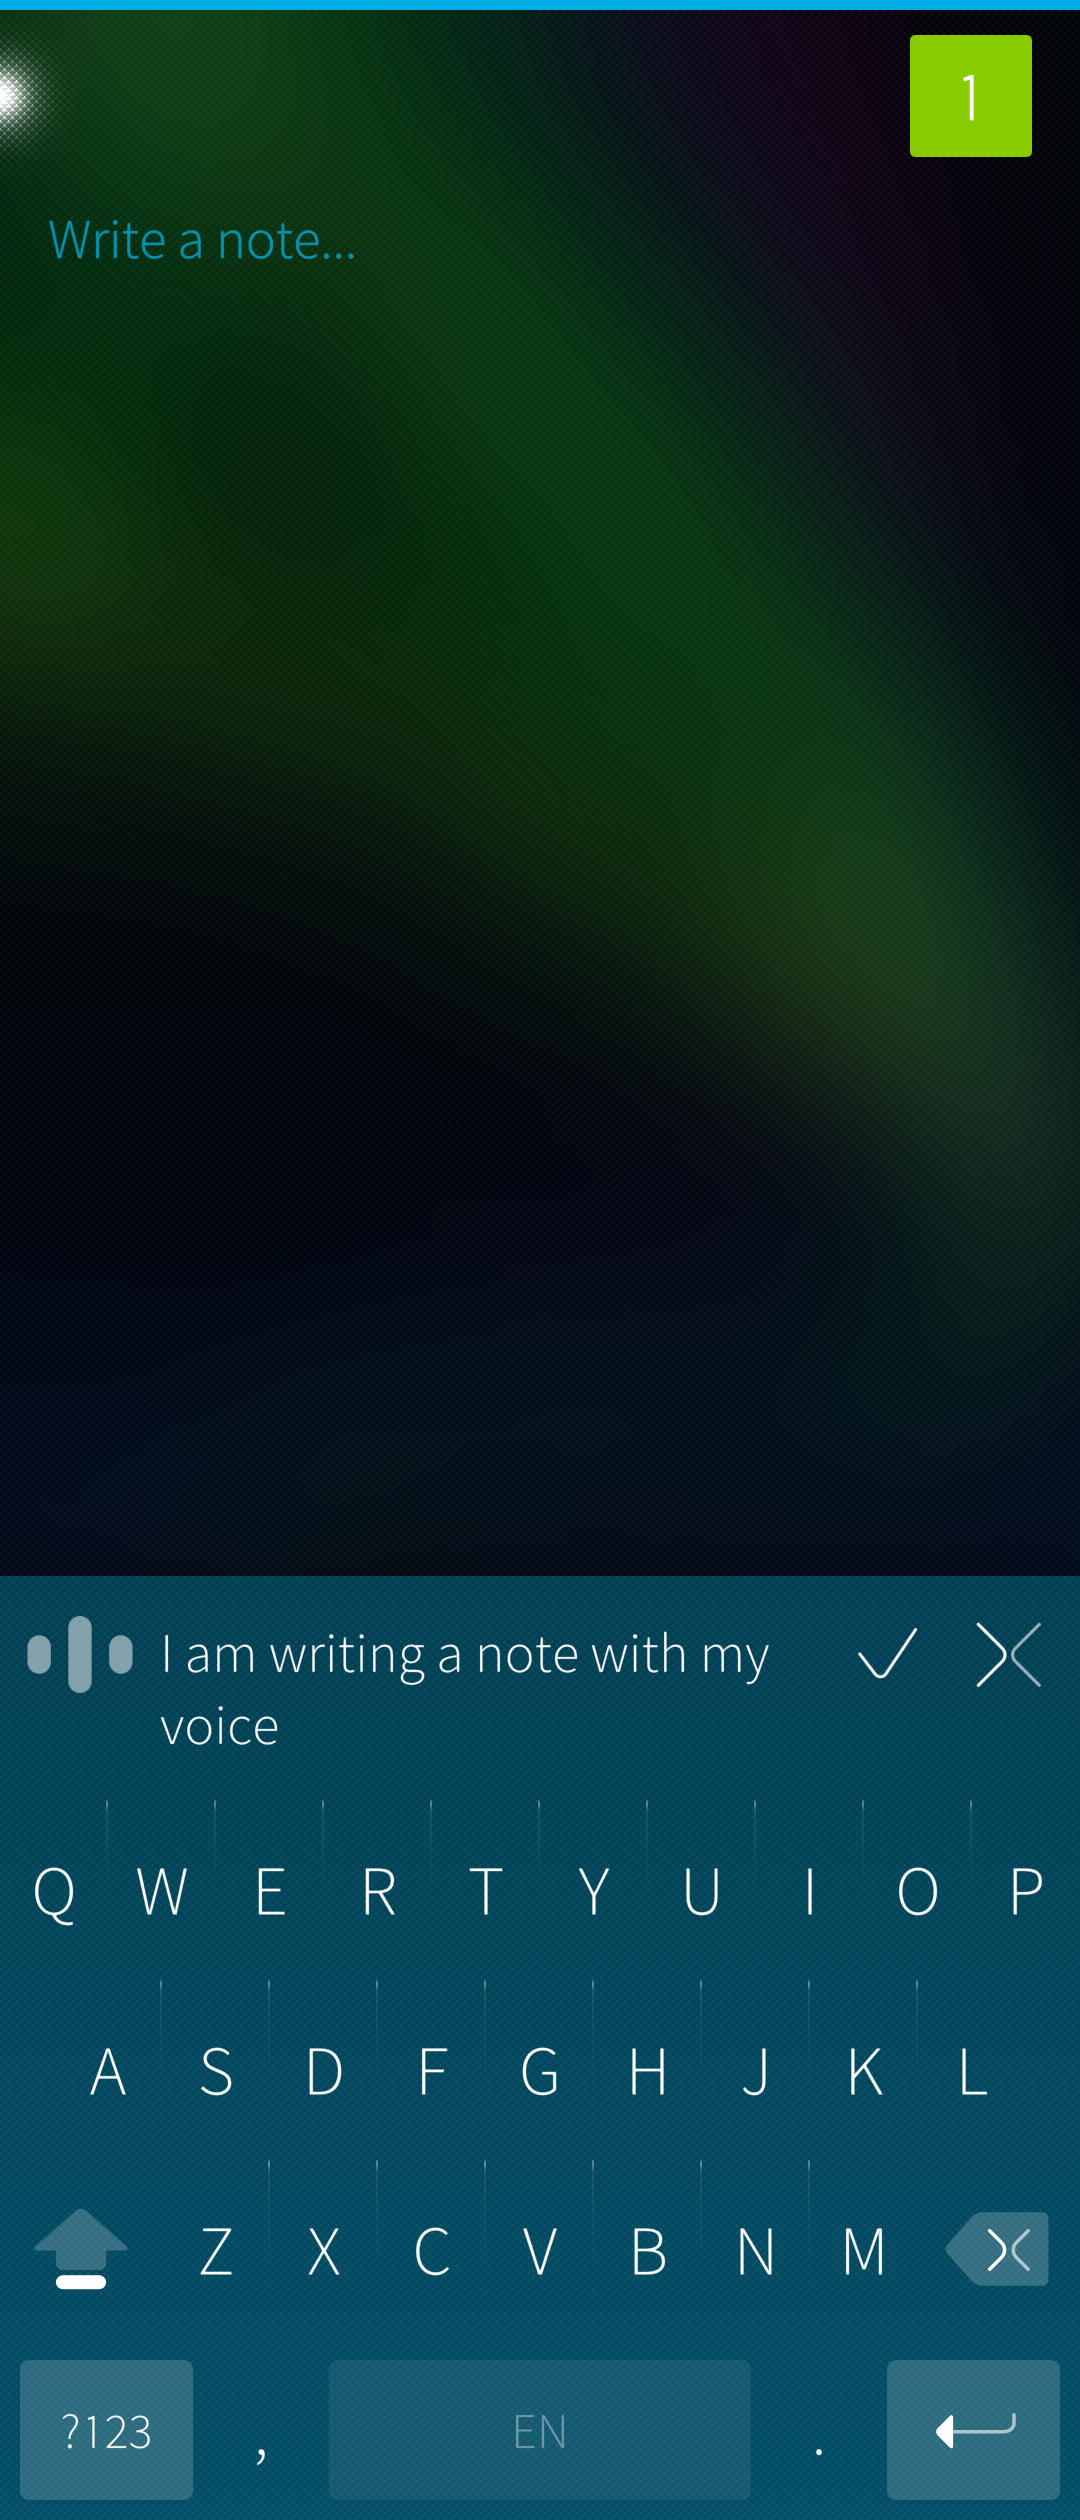 1
Write a note...
I am writing a note with my
voice
Q W E R T Y U I O P
A S D F G H J K L
Z X C V B N M
?123 , EN .